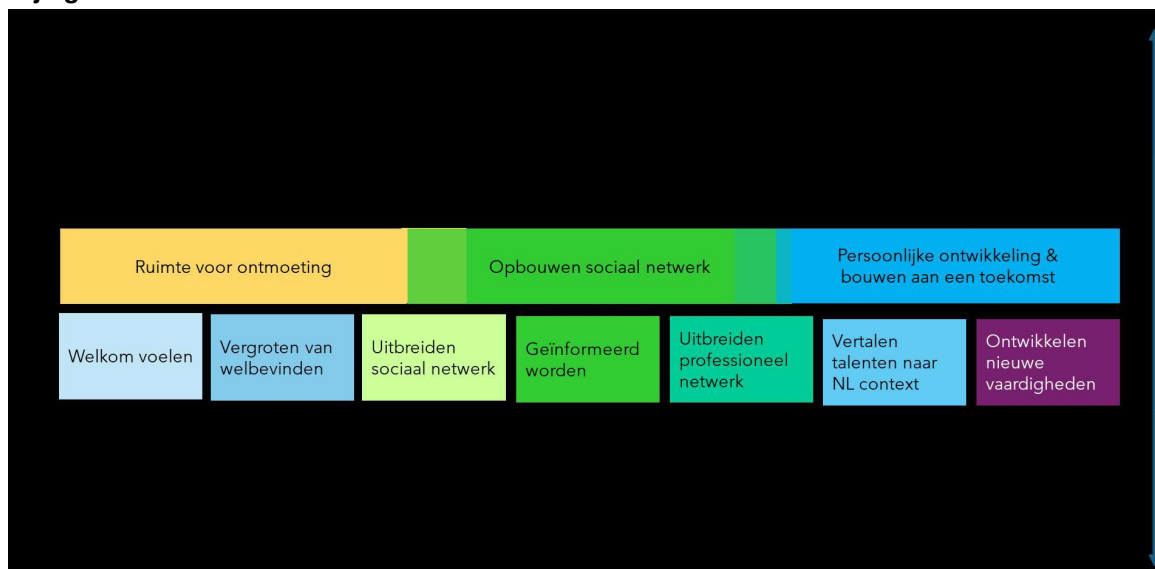 Ruimte voor ontmoeting
Opbouwen sociaal netwerk
Persoonlijke ontwikkeling &
bouwen aan een toekomst
Welkom voelen
Vergroten van
welbevinden
Uitbreiden
sociaal netwerk
Geïnformeerd
worden
Uitbreiden
professioneel
netwerk
Vertalen
talenten naar
NL context
Ontwikkelen
nieuwe
vaardigheden